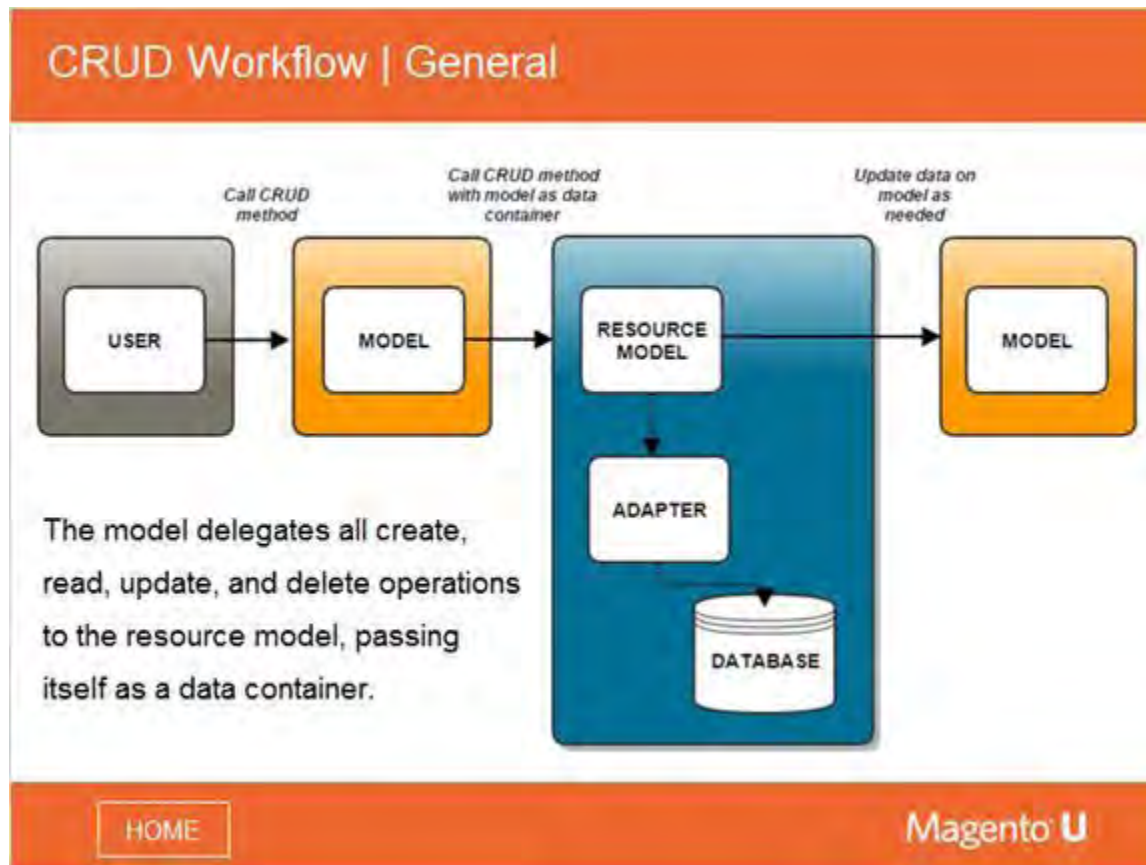 CRUD Workflow | General
Call CRUD
method
Call CRUD method
with model as data
container
Update data on
model as
needed
USER
MODEL
RESOURCE
MODEL
MODEL
ADAPTER
DATABASE
The model delegates all create,
read, update, and delete operations
to the resource model, passing
itself as a data container.
HOME
Magento U